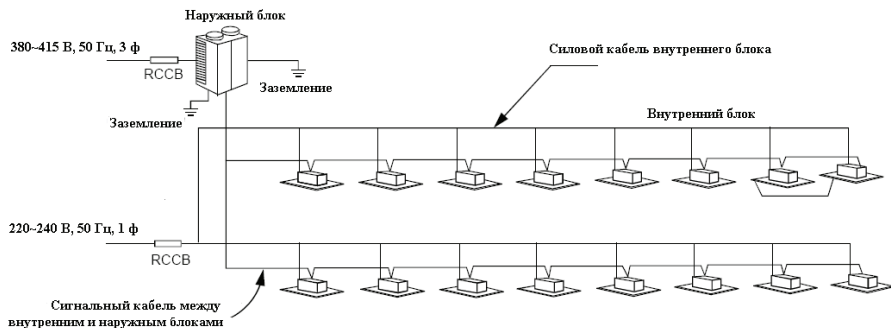 Наружный блок
380~415 В, 50 Гц, 3 ф
RCCB
Заземление
Заземление
Силовой кабель внутреннего блока
Внутренний блок
220~240 В, 50 Гц, 1 ф
RCCB
Сигнальный кабель между
внутренним и наружным блоками